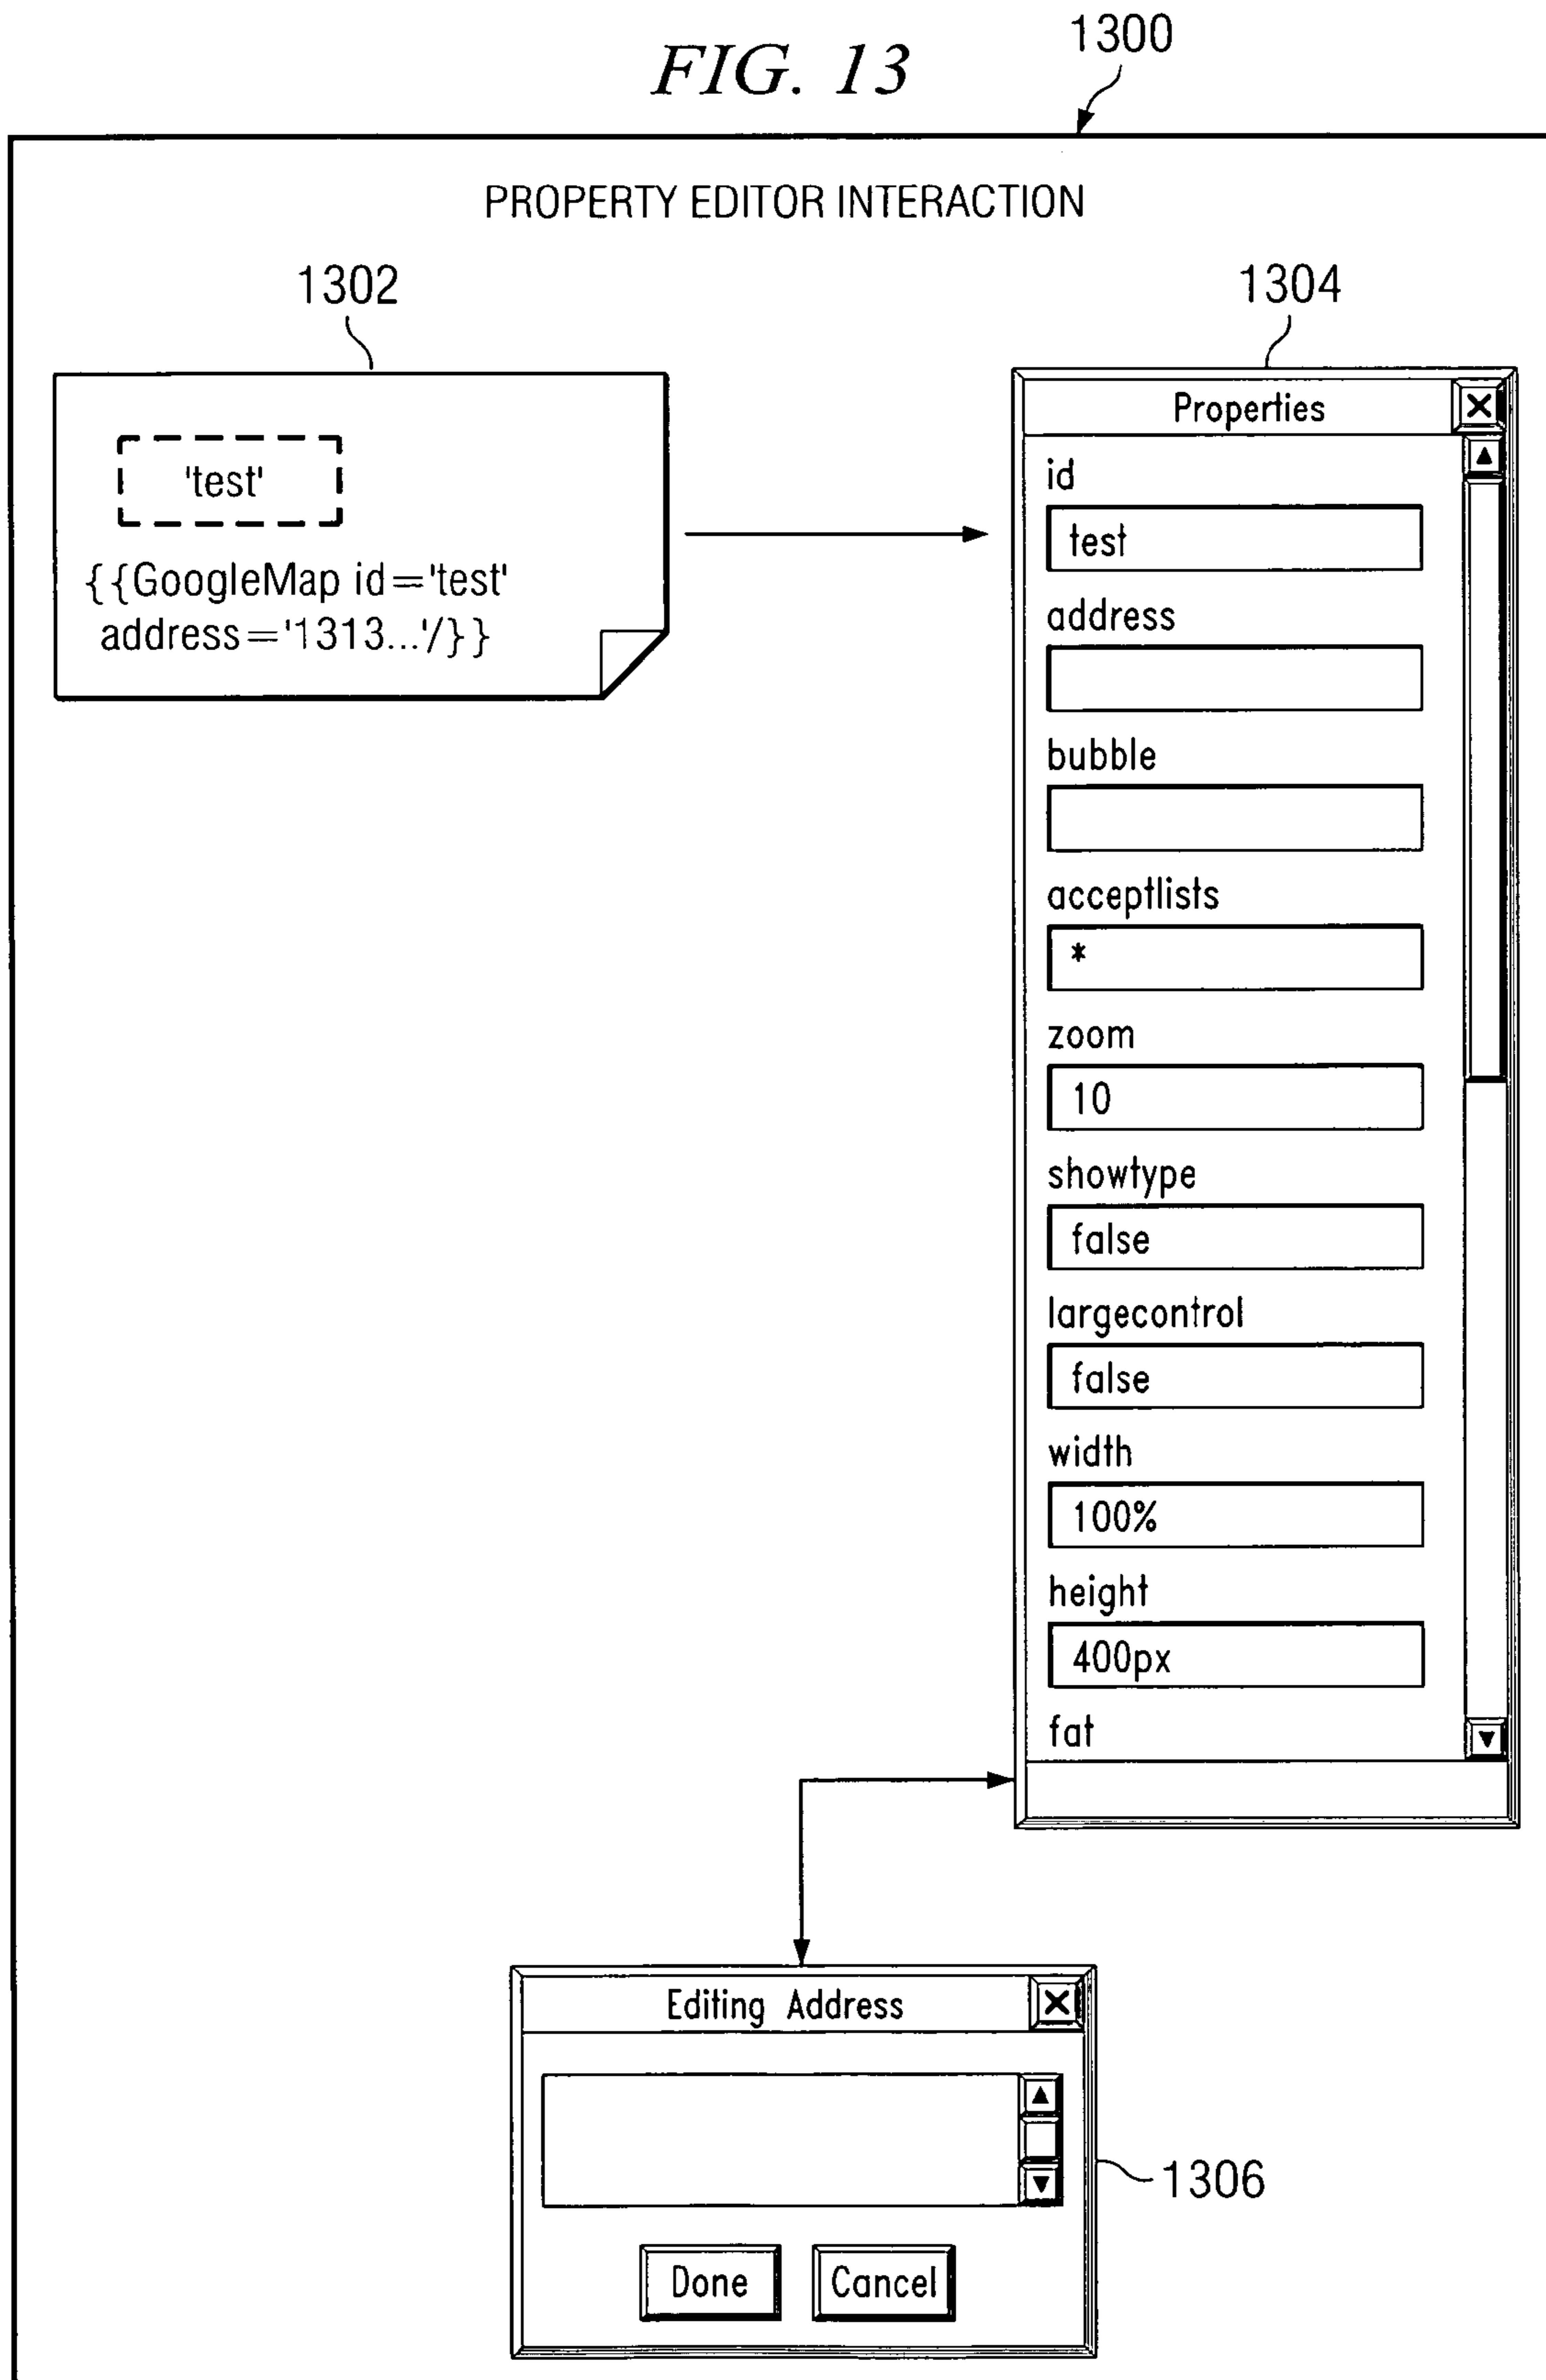 FIG. 13
1300
PROPERTY EDITOR INTERACTION
1302
'test'
{{GoogleMap id='test'
address='1313...'/}}
1304
Properties
id
test
address
bubble
acceptlists
*
zoom
10
showtype
false
largecontrol
false
width
100%
height
400px
fat
Editing Address
1306
Done Cancel